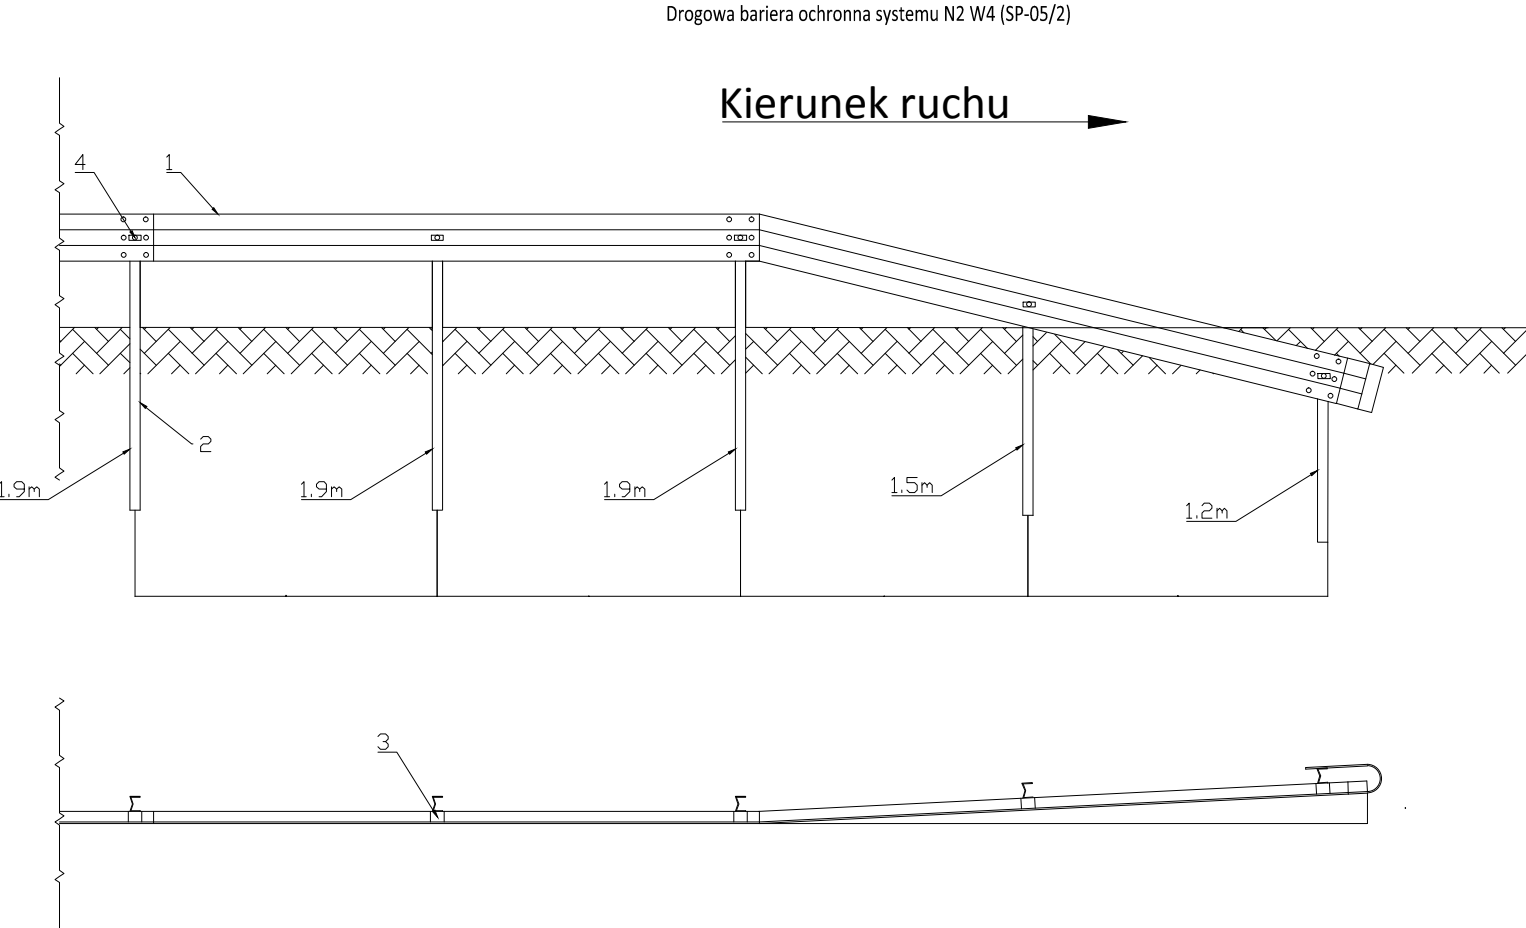 Drogowa bariera ochronna systemu N2 W4 (SP-05/2)
Kierunek ruchu
4
1
2
1.9m
1.9m
1.9m
1.5m
1.2m
3